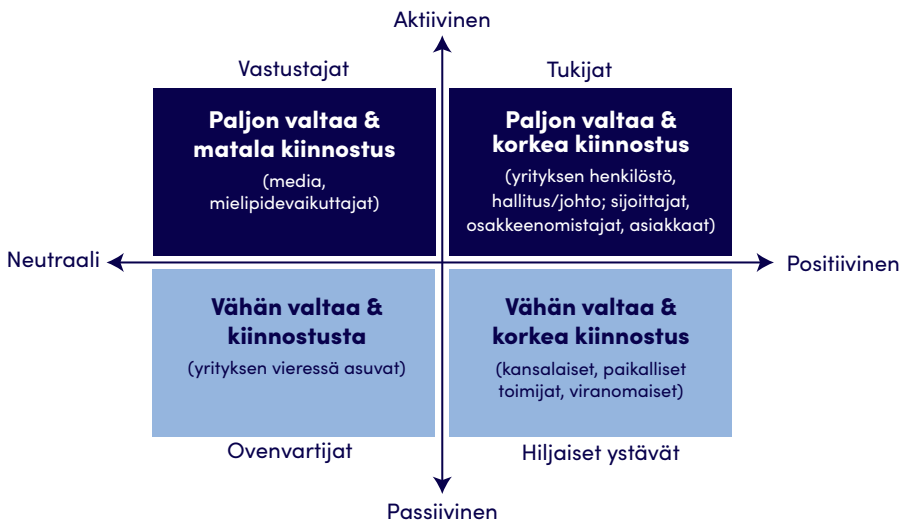 Aktiivinen
Vastustajat
Tukijat
Paljon valtaa &
matala kiinnostus
(media,
mielipidevaikuttajat)
Paljon valtaa &
korkea kiinnostus
(yrityksen henkilöstö,
hallitus/johto; sijoittajat,
osakkeenomistajat, asiakkaat)
Neutraali
Positiivinen
Vähän valtaa &
kiinnostusta
(yrityksen vieressä asuvat)
Vähän valtaa &
korkea kiinnostus
(kansalaiset, paikalliset
toimijat, viranomaiset)
Ovenvartijat
Hiljaiset ystävät
Passiivinen